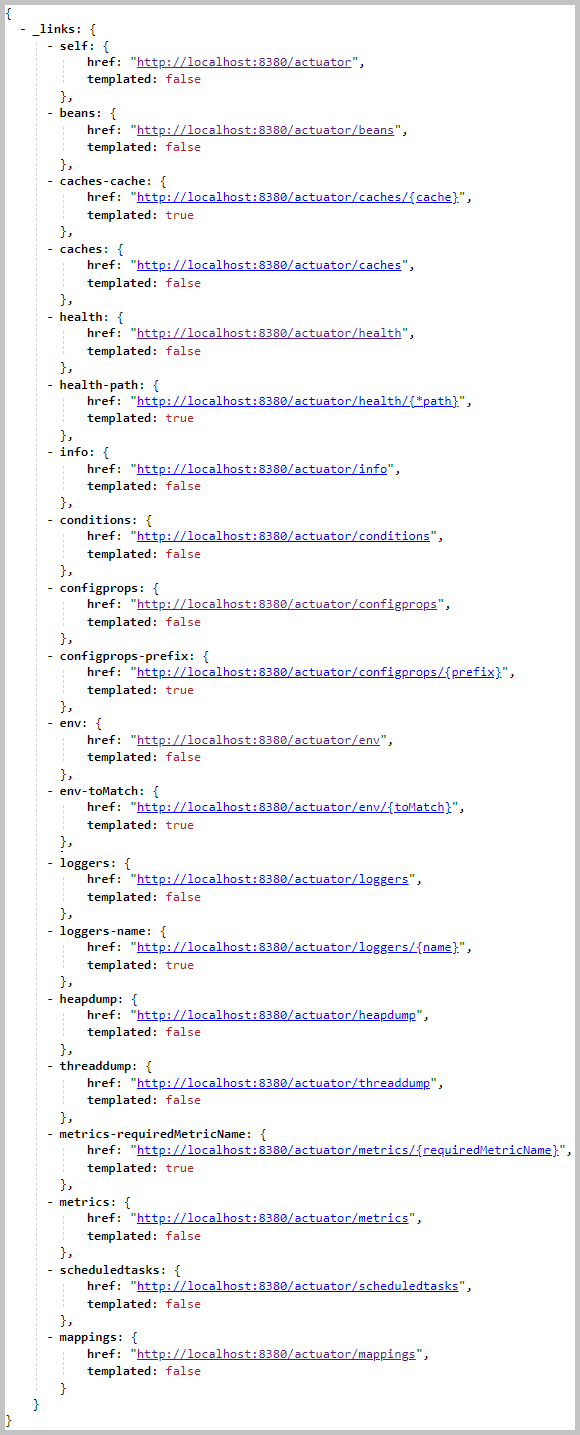 {
- _links: {
- self: {
href: "http://localhost:8380/actuator",
templated: false
},
- beans: {
href: "http://localhost:8380/actuator/beans",
templated: false
},
- caches-cache: {
href: "http://localhost:8380/actuator/caches/{cache}",
templated: true
},
- caches: {
href: "http://localhost:8380/actuator/caches",
templated: false
},
- health: {
href: "http://localhost:8380/actuator/health",
templated: false
},
- health-path: {
href: "http://localhost:8380/actuator/health/{*path}",
templated: true
},
- info: {
href: "http://localhost:8380/actuator/info",
templated: false
},
- conditions: {
href: "http://localhost:8380/actuator/conditions",
templated: false
},
- configprops: {
href: "http://localhost:8380/actuator/configprops",
templated: false
},
- configprops-prefix: {
href: "http://localhost:8380/actuator/configprops/{prefix}",
templated: true
},
- env: {
href: "http://localhost:8380/actuator/env",
templated: false
},
- env-toMatch: {
href: "http://localhost:8380/actuator/env/{toMatch}",
templated: true
},
- loggers: {
href: "http://localhost:8380/actuator/loggers",
templated: false
},
- loggers-name: {
href: "http://localhost:8380/actuator/loggers/{name}",
templated: true
},
- heapdump: {
href: "http://localhost:8380/actuator/heapdump",
templated: false
},
- threaddump: {
href: "http://localhost:8380/actuator/threaddump",
templated: false
},
- metrics-requiredMetricName: {
href: "http://localhost:8380/actuator/metrics/{requiredMetricName}",
templated: true
},
- metrics: {
href: "http://localhost:8380/actuator/metrics",
templated: false
},
- scheduledtasks: {
href: "http://localhost:8380/actuator/scheduledtasks",
templated: false
},
- mappings: {
href: "http://localhost:8380/actuator/mappings",
templated: false
}
}
}